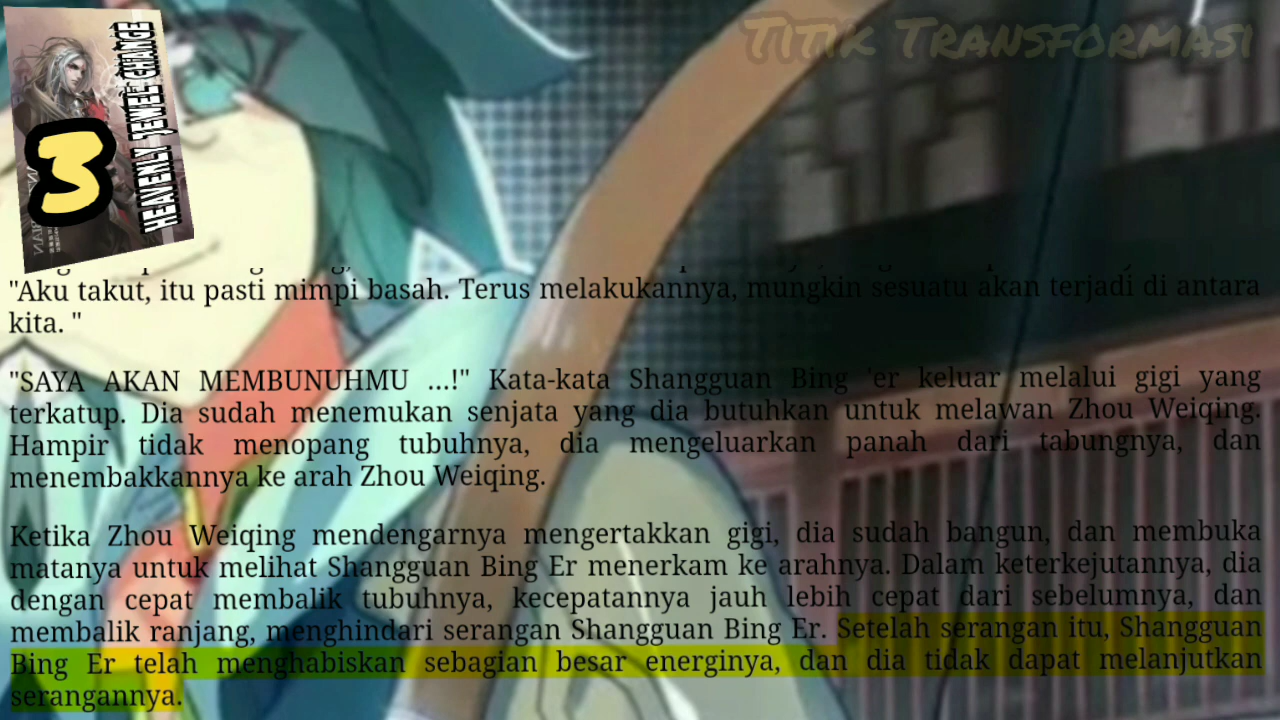 Titik Transformasi
HEAVENLY JEWEL CHANGE
3
"Aku takut, itu pasti mimpi basah. Terus melakukannya, mungkin sesuatu akan terjadi di antara
kita. "
"SAYA AKAN MEMBUNUHMU ...!" Kata-kata Shangguan Bing 'er keluar melalui gigi yang
terkatup. Dia sudah menemukan senjata yang dia butuhkan untuk melawan Zhou Weiqing.
Hampir tidak menopang tubuhnya, dia mengeluarkan panah dari tabungnya, dan
menembakkannya ke arah Zhou Weiqing.
Ketika Zhou Weiqing mendengarnya mengertakkan gigi, dia sudah bangun, dan membuka
matanya untuk melihat Shangguan Bing Er menerkam ke arahnya. Dalam keterkejutannya, dia
dengan cepat membalik tubuhnya, kecepatannya jauh lebih cepat dari sebelumnya, dan
membalik ranjang, menghindari serangan Shangguan Bing Er. Setelah serangan itu, Shangguan
Bing Er telah menghabiskan sebagian besar energinya, dan dia tidak dapat melanjutkan
serangannya.